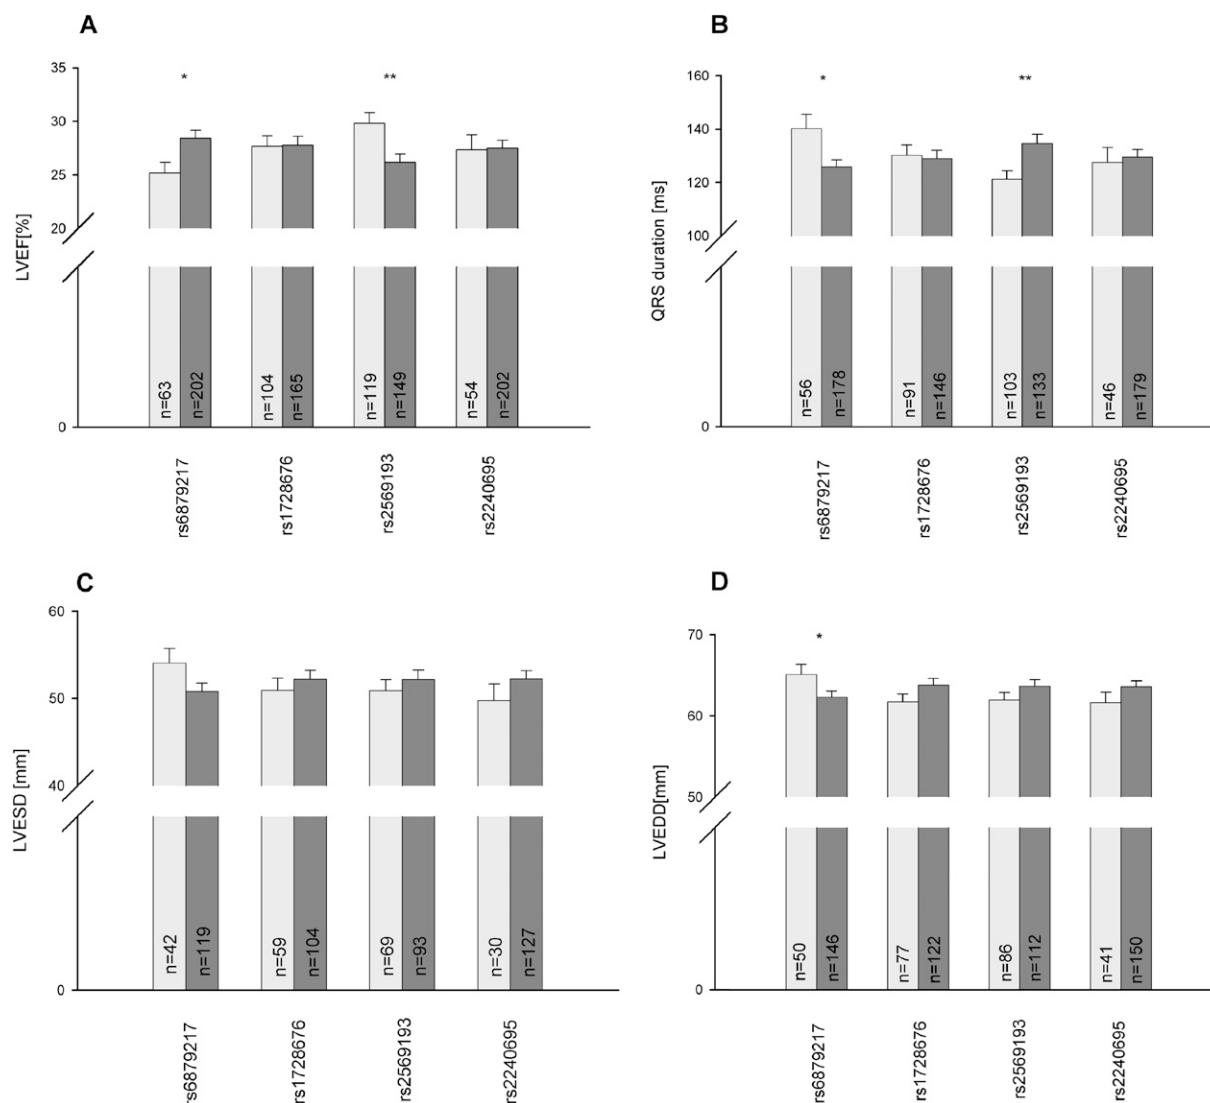 A
LVEF[%]
35
30
25
20
0
*
**
n=63
n=202
n=104
n=165
n=119
n=149
n=54
n=202
rs6879217
rs1728676
rs2569193
rs2240695
B
QRS duration [ms]
160
140
120
100
0
*
**
n=56
n=178
n=91
n=146
n=103
n=133
n=46
n=179
rs6879217
rs1728676
rs2569193
rs2240695
C
LVESD [mm]
60
50
40
0
n=42
n=119
n=59
n=104
n=69
n=93
n=30
n=127
rs6879217
rs1728676
rs2569193
rs2240695
D
LVEDD[mm]
70
60
50
0
*
n=50
n=146
n=77
n=122
n=86
n=112
n=41
n=150
rs6879217
rs1728676
rs2569193
rs2240695